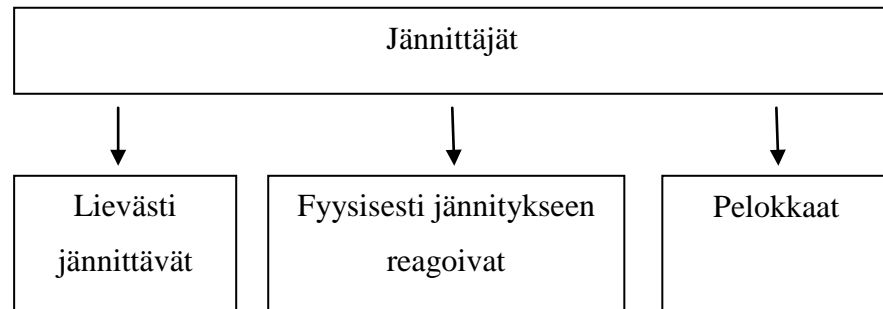 Jännittäjät
Lievästi
jännittävät
Fyysisesti jännitykseen
reagoivat
Pelokkaat